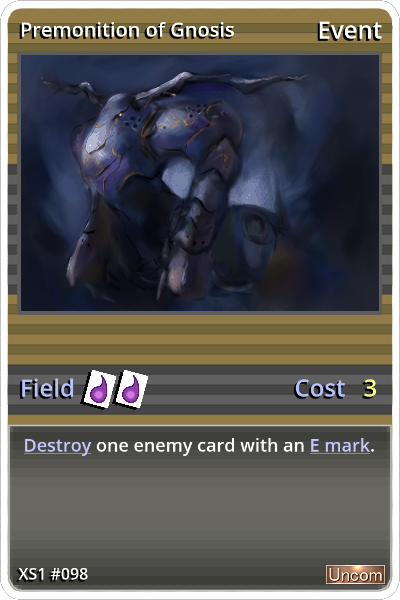 Premonition of Gnosis Event
Field Cost 3
Destroy one enemy card with an E mark.
XS1 #098 Uncom